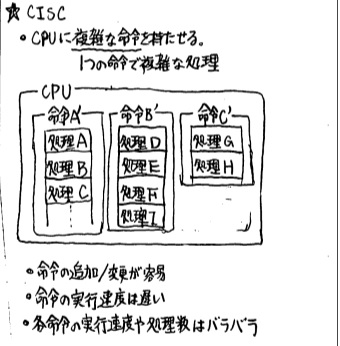 ☆ CISC
・CPUに複雑な命令を持たせる。
1つの命令で複雑な処理
CPU
命令A'
処理A
処理B
処理C
命令B'
処理D
処理E
処理F
処理I
命令C'
処理G
処理H
・命令の追加/変更が容易
・命令の実行速度は遅い
・各命令の実行速度や処理数はバラバラ